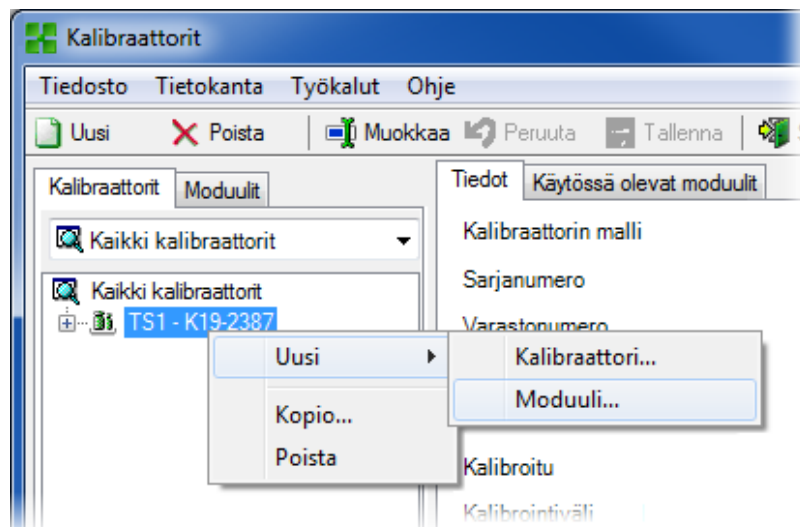 Kalibraattorit
Tiedosto Tietokanta Työkalut Ohje
Uusi Poista Muokkaa Peruuta Tallenna
Kalibraattorit Moduulit
Kaikki kalibraattorit
Kaikki kalibraattorit
TS1 - K19-2387
Uusi
Kopio...
Poista
Kalibraattori...
Moduuli...
Tiedot Käytössä olevat moduulit
Kalibraattorin malli
Sarjanumero
Varastonumero
Kalibroitu
Kalibrointiväli